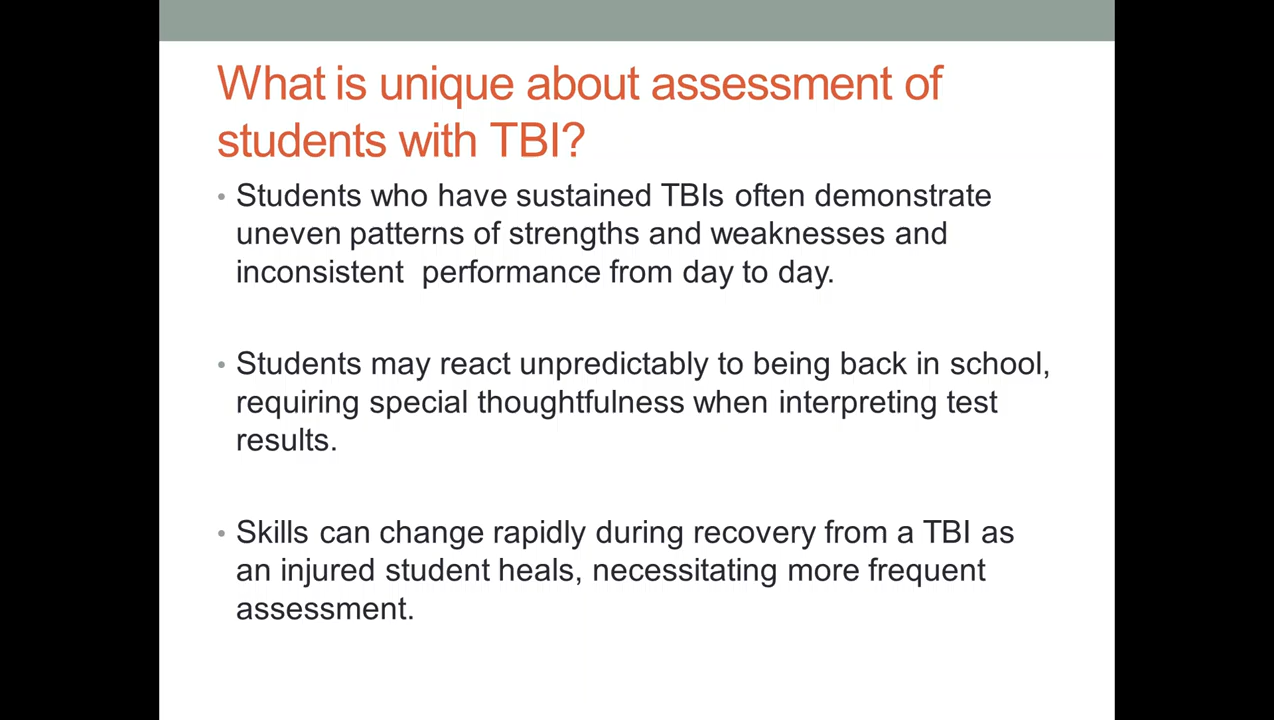 What is unique about assessment of
students with TBI?
• Students who have sustained TBIs often demonstrate
uneven patterns of strengths and weaknesses and
inconsistent  performance from day to day.
• Students may react unpredictably to being back in school,
requiring special thoughtfulness when interpreting test
results.
• Skills can change rapidly during recovery from a TBI as
an injured student heals, necessitating more frequent
assessment.